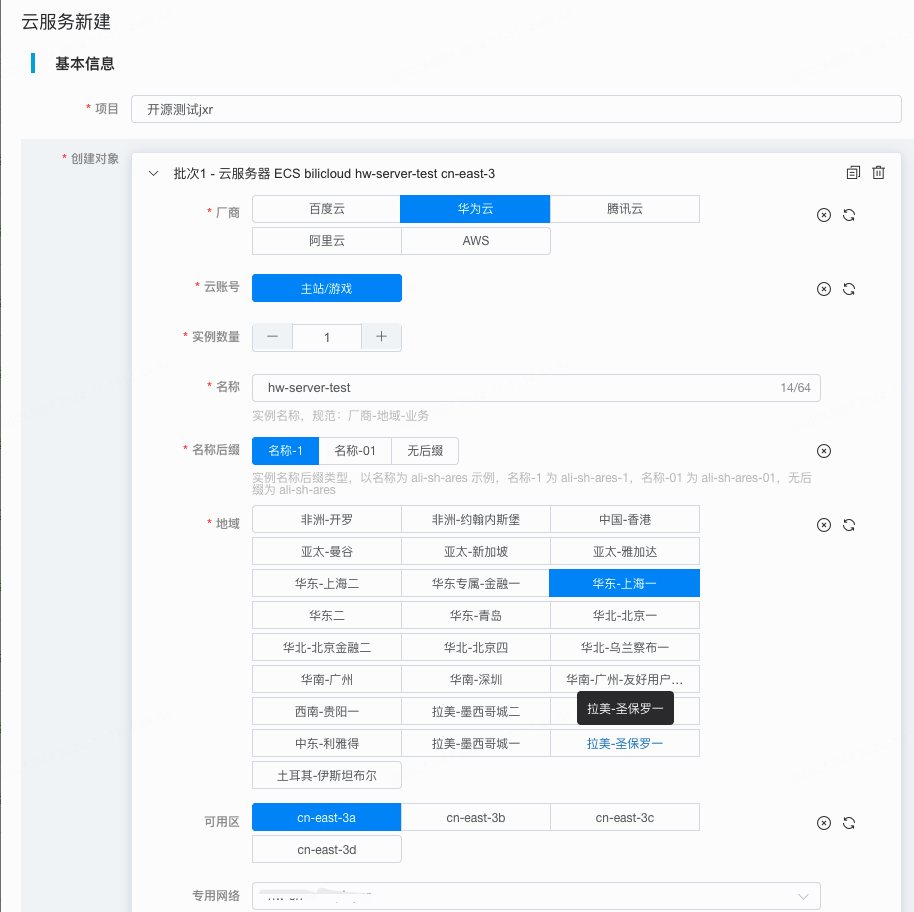 云服务新建
基本信息
* 项目 开源测试jxr
* 创建对象 批次1 - 云服务器 ECS bilicloud hw-server-test cn-east-3
* 厂商 百度云 华为云 腾讯云
阿里云 AWS
* 云账号 主站/游戏
* 实例数量 1
* 名称 hw-server-test 14/64
实例名称，规范：厂商-地域-业务
* 名称后缀 名称-1 名称-01 无后缀
实例名称后缀类型，以名称为 ali-sh-ares 示例，名称-1 为 ali-sh-ares-1，名称-01 为 ali-sh-ares-01，无后
缀为 ali-sh-ares
* 地域 非洲-开罗 非洲-约翰内斯堡 中国-香港
亚太-曼谷 亚太-新加坡 亚太-雅加达
华东-上海二 华东专属-金融一 华东-上海一
华东二 华东-青岛 华北-北京一
华北-北京金融二 华北-北京四 华北-乌兰察布一
华南-广州 华南-深圳 华南-广州-友好用户...
西南-贵阳一 拉美-墨西哥城二 拉美-圣保罗一
中东-利雅得 拉美-墨西哥城一 拉美-圣保罗一
土耳其-伊斯坦布尔
可用区 cn-east-3a cn-east-3b cn-east-3c
cn-east-3d
专用网络